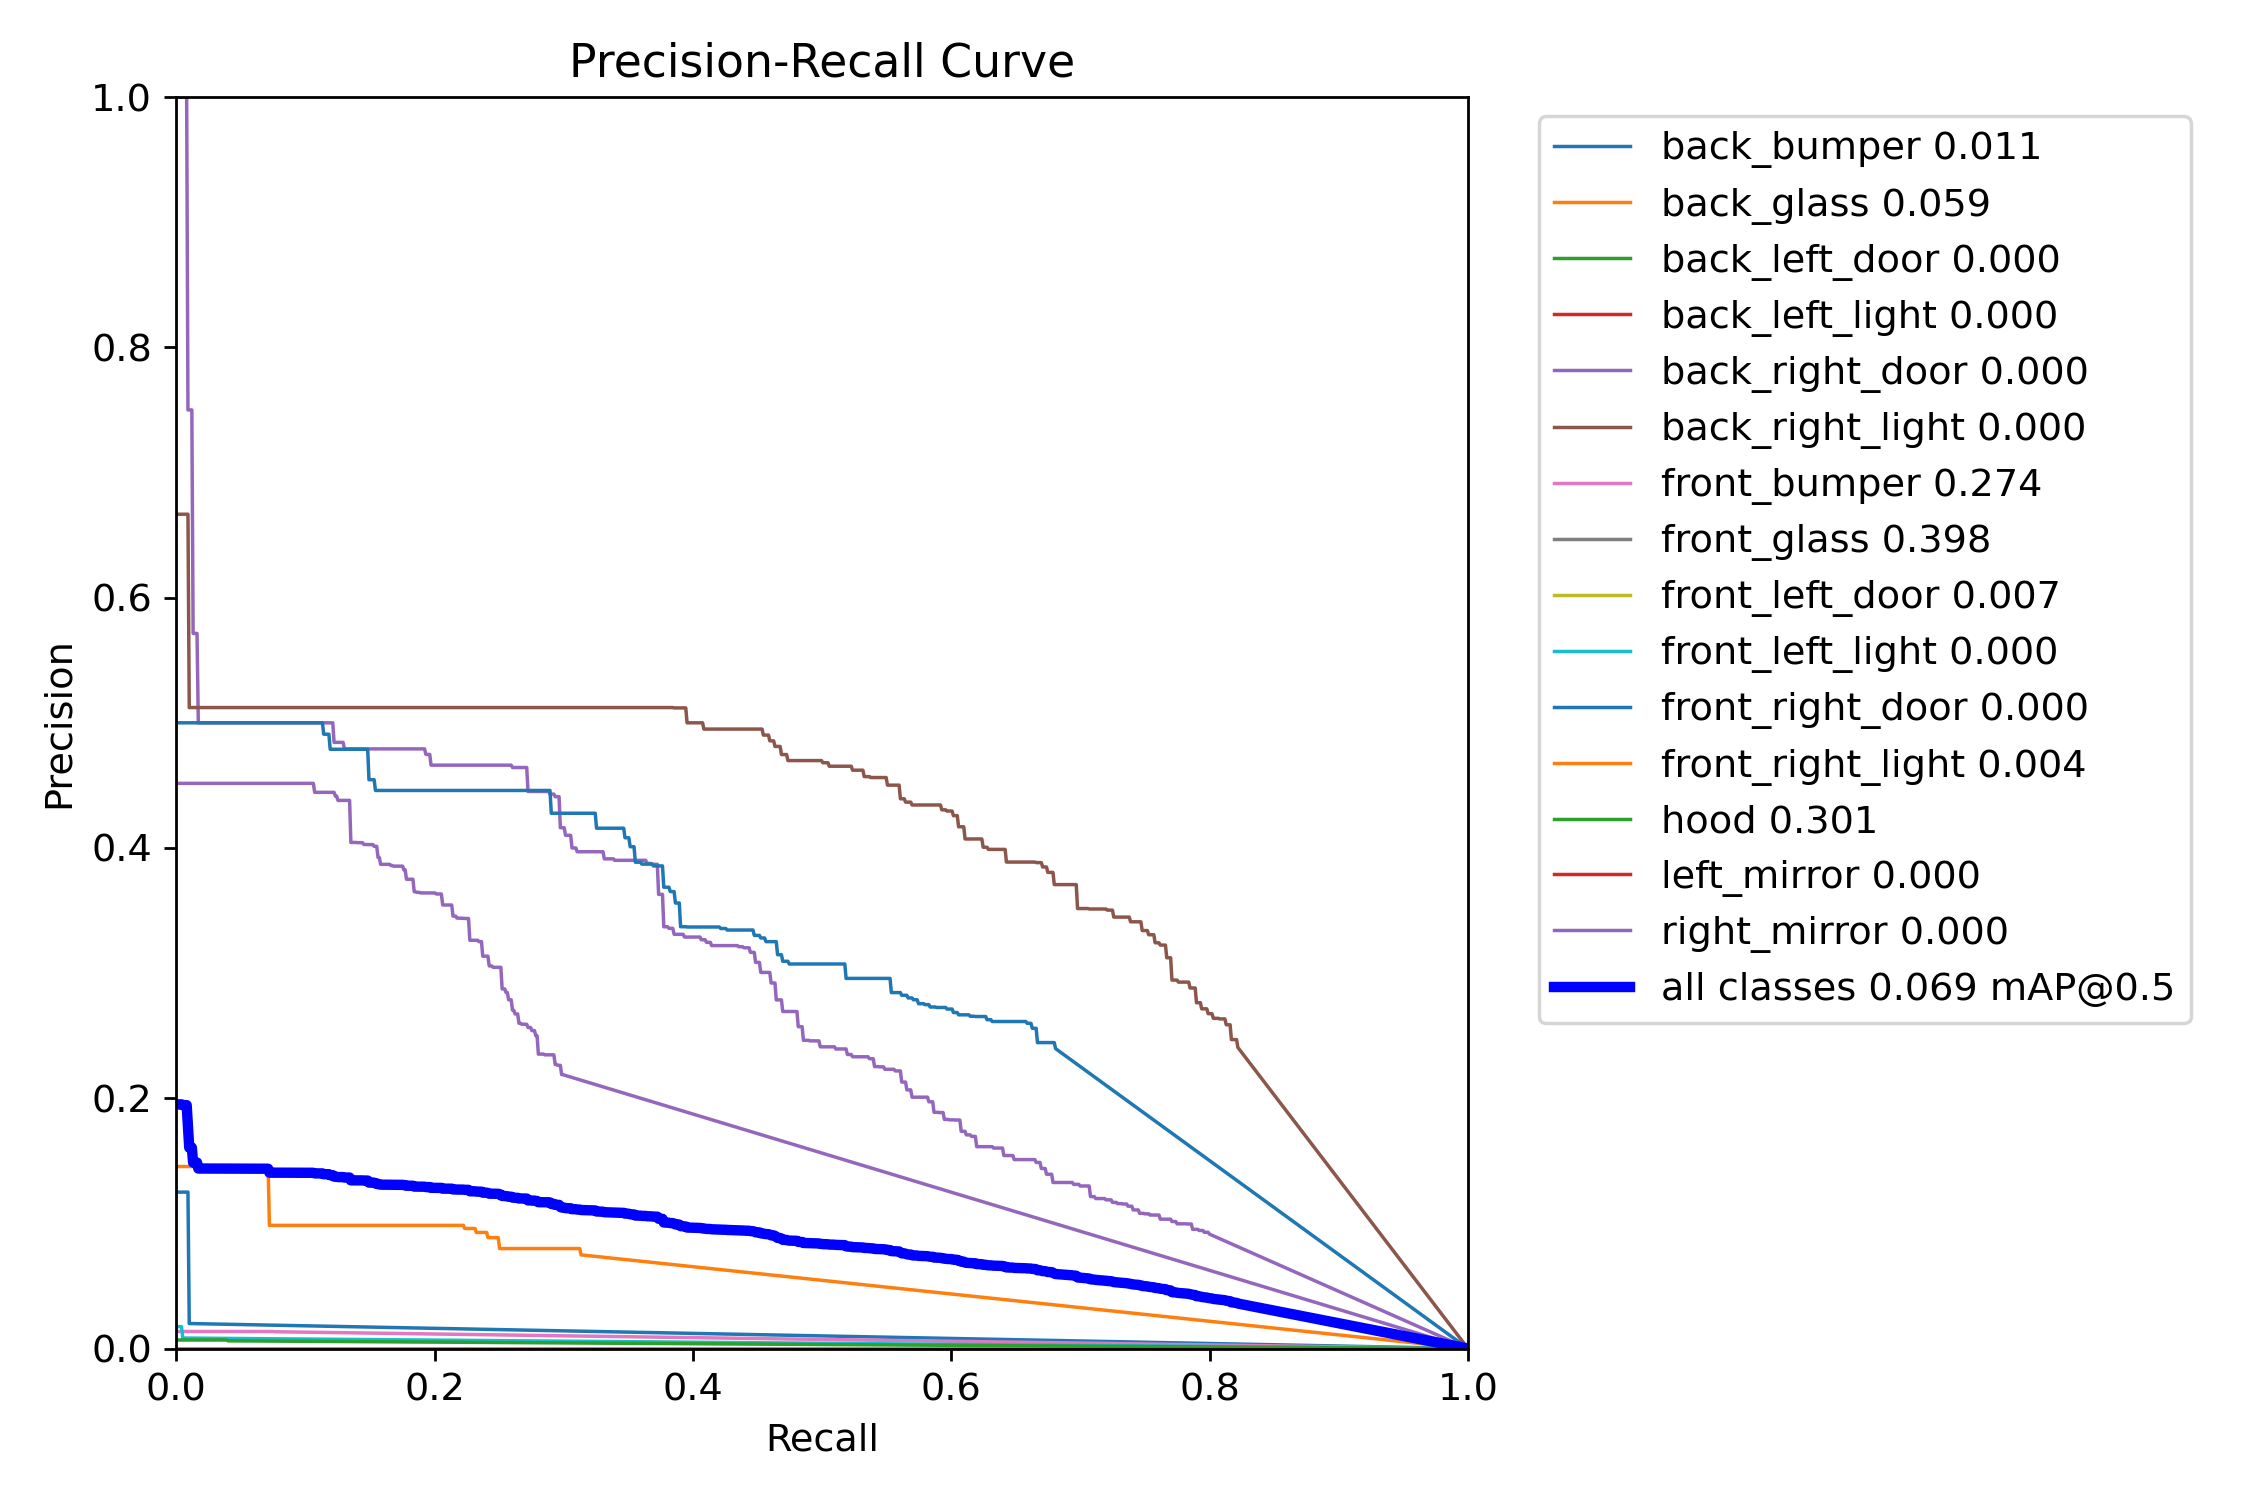 Precision-Recall Curve
1.0
0.8
0.6
0.4
0.2
0.0
Precision
0.0 0.2 0.4 0.6 0.8 1.0
Recall
back_bumper 0.011
back_glass 0.059
back_left_door 0.000
back_left_light 0.000
back_right_door 0.000
back_right_light 0.000
front_bumper 0.274
front_glass 0.398
front_left_door 0.007
front_left_light 0.000
front_right_door 0.000
front_right_light 0.004
hood 0.301
left_mirror 0.000
right_mirror 0.000
all classes 0.069 mAP@0.5